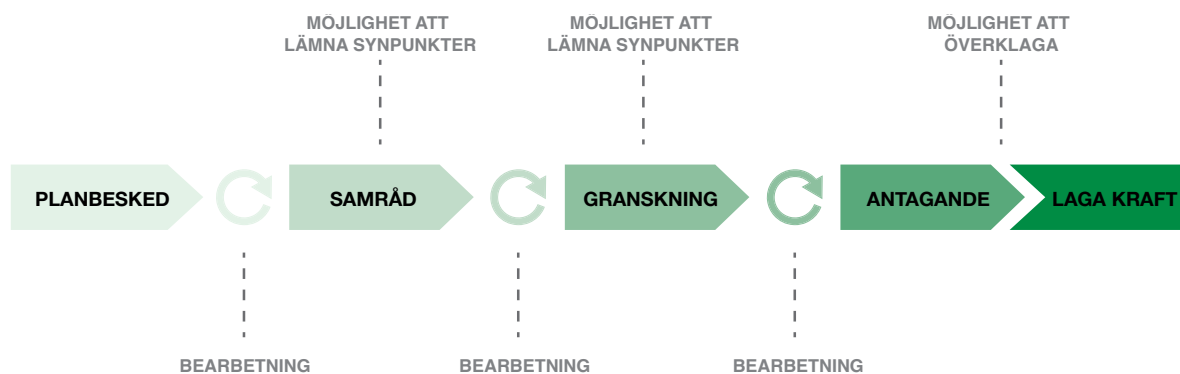 MÖJLIGHET ATT
LÄMNA SYNPUNKTER
MÖJLIGHET ATT
LÄMNA SYNPUNKTER
MÖJLIGHET ATT
ÖVERKLAGA
PLANBESKED
SAMRÅD
GRANSKNING
ANTAGANDE
LAGA KRAFT
BEARBETNING
BEARBETNING
BEARBETNING